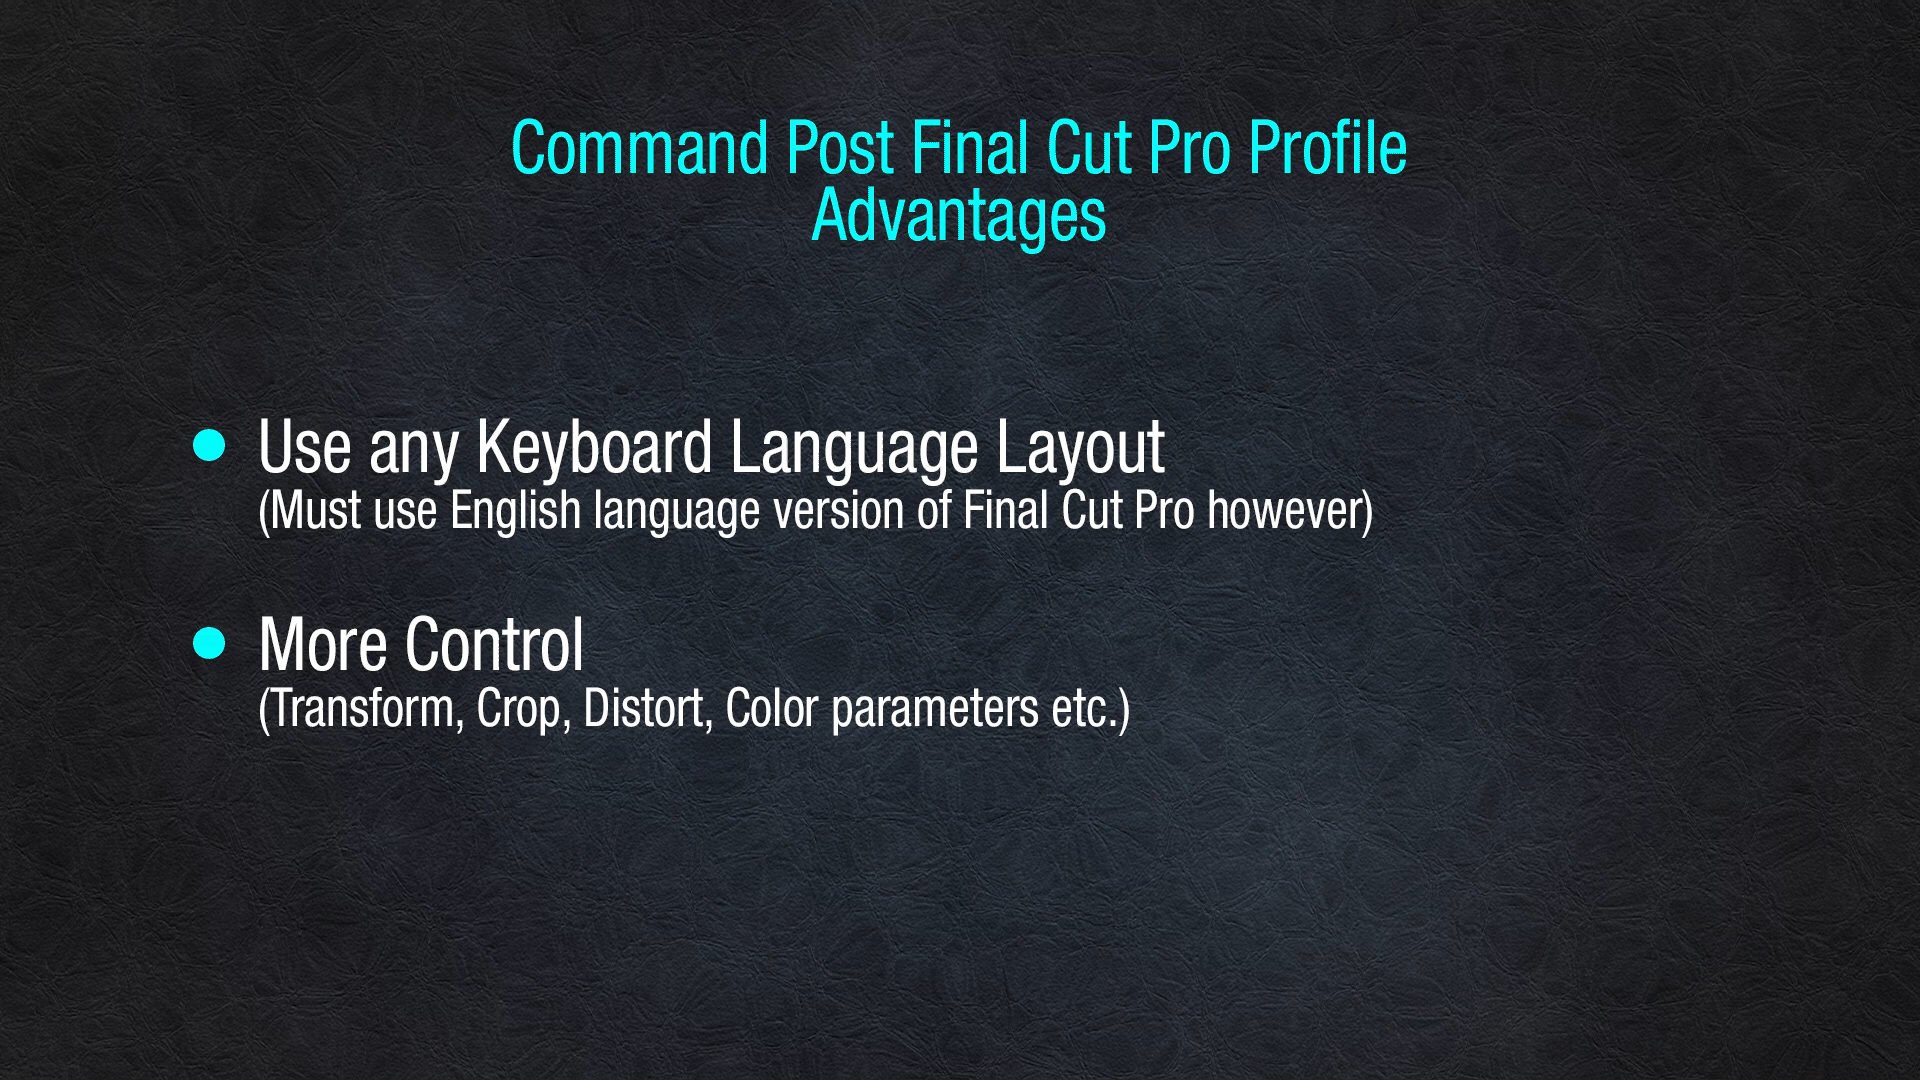 Command Post Final Cut Pro Profile
Advantages
Use any Keyboard Language Layout
(Must use English language version of Final Cut Pro however)
More Control
(Transform, Crop, Distort, Color parameters etc.)